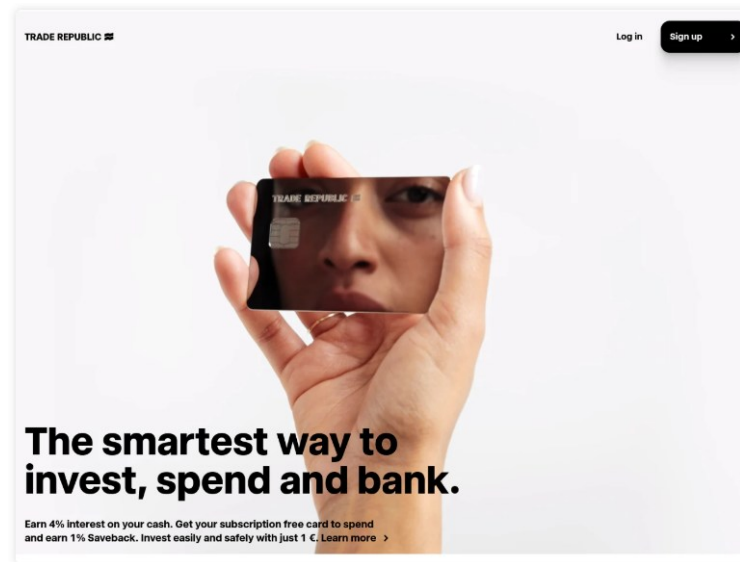 TRADE REPUBLIC
Log in
Sign up
TRADE REPUBLIC
The smartest way to
invest, spend and bank.
Earn 4% interest on your cash. Get your subscription free card to spend
and earn 1% Saveback. Invest easily and safely with just 1 €. Learn more